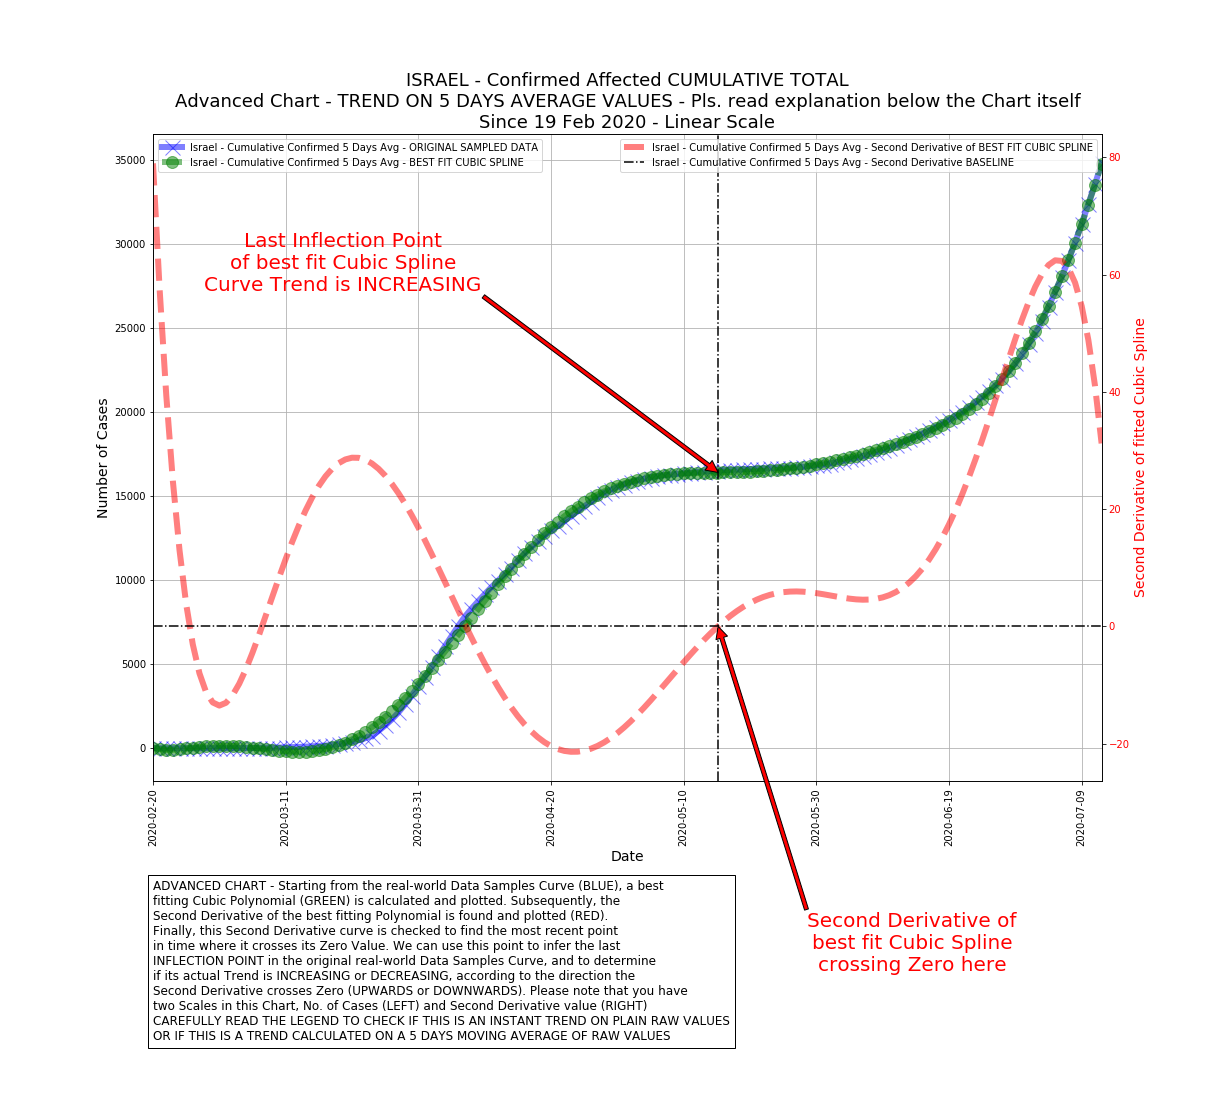 ISRAEL - Confirmed Affected CUMULATIVE TOTAL
Advanced Chart - TREND ON 5 DAYS AVERAGE VALUES - Pls. read explanation below the Chart itself
Since 19 Feb 2020 - Linear Scale
Israel - Cumulative Confirmed 5 Days Avg - ORIGINAL SAMPLED DATA
Israel - Cumulative Confirmed 5 Days Avg - BEST FIT CUBIC SPLINE
Israel - Cumulative Confirmed 5 Days Avg - Second Derivative of BEST FIT CUBIC SPLINE
Israel - Cumulative Confirmed 5 Days Avg - Second Derivative BASELINE
Last Inflection Point
of best fit Cubic Spline
Curve Trend is INCREASING
Number of Cases
35000
30000
25000
20000
15000
10000
5000
0
80
60
40
20
0
−20
Second Derivative of fitted Cubic Spline
2020-02-20
2020-03-11
2020-03-31
2020-04-20
2020-05-10
2020-05-30
2020-06-19
2020-07-09
Date
ADVANCED CHART - Starting from the real-world Data Samples Curve (BLUE), a best
fitting Cubic Polynomial (GREEN) is calculated and plotted. Subsequently, the
Second Derivative of the best fitting Polynomial is found and plotted (RED).
Finally, this Second Derivative curve is checked to find the most recent point
in time where it crosses its Zero Value. We can use this point to infer the last
INFLECTION POINT in the original real-world Data Samples Curve, and to determine
if its actual Trend is INCREASING or DECREASING, according to the direction the
Second Derivative crosses Zero (UPWARDS or DOWNWARDS). Please note that you have
two Scales in this Chart, No. of Cases (LEFT) and Second Derivative value (RIGHT)
CAREFULLY READ THE LEGEND TO CHECK IF THIS IS AN INSTANT TREND ON PLAIN RAW VALUES
OR IF THIS IS A TREND CALCULATED ON A 5 DAYS MOVING AVERAGE OF RAW VALUES
Second Derivative of
best fit Cubic Spline
crossing Zero here